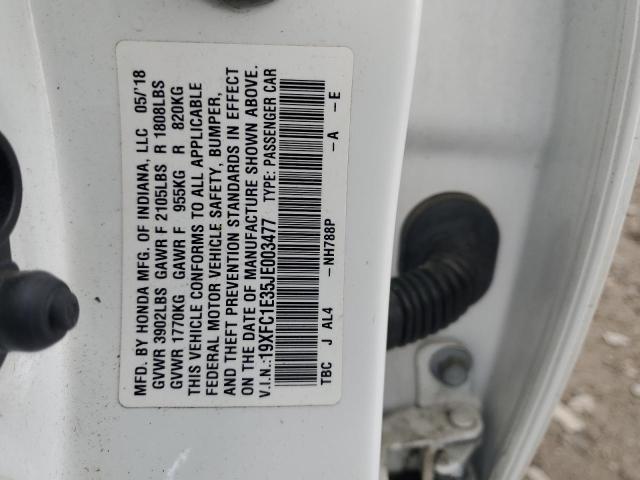 MFD. BY HONDA MFG. OF INDIANA, LLC 05/'18
GVWR 3902LBS GAWR F 2105LBS R 1808LBS
GVWR 1770KG GAWR F 955KG R 820KG
THIS VEHICLE CONFORMS TO ALL APPLICABLE
FEDERAL MOTOR VEHICLE SAFETY, BUMPER,
AND THEFT PREVENTION STANDARDS IN EFFECT
ON THE DATE OF MANUFACTURE SHOWN ABOVE.
V.I.N.:19XFC1E35JE003477 TYPE: PASSENGER CAR
TBC J AL4 -NH788P -A -E